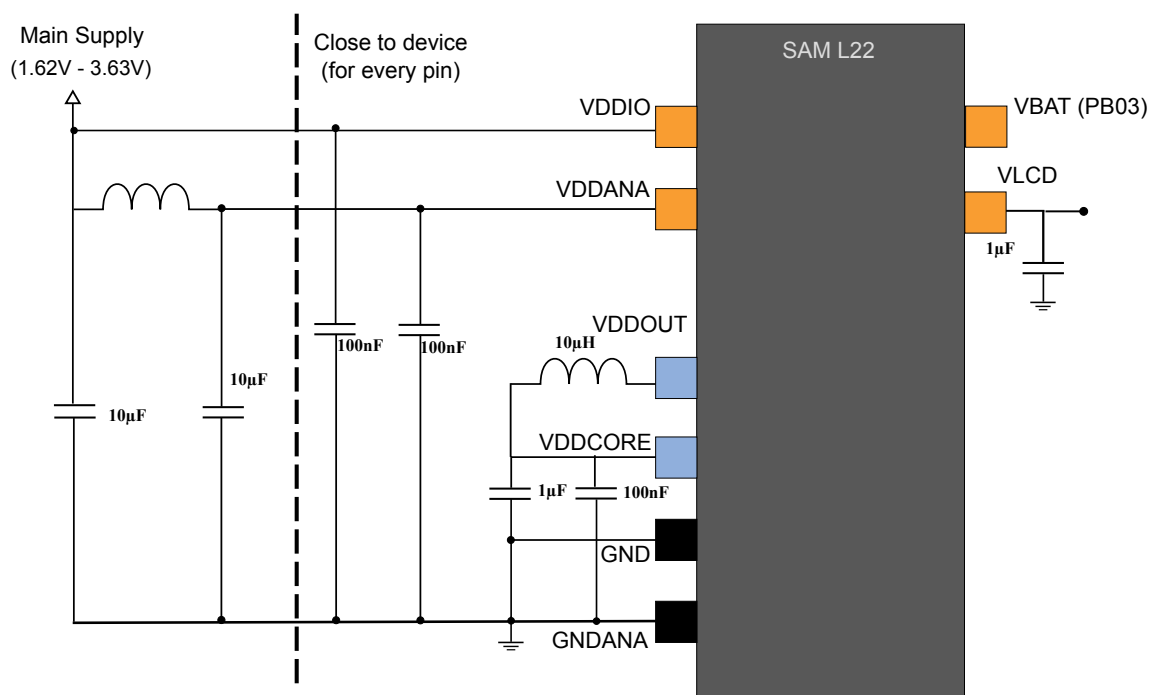 Main Supply
(1.62V - 3.63V)
Close to device
(for every pin)
SAM L22
VDDIO
VBAT (PB03)
VDDANA
VLCD
1µF
VDDOUT
10µH
100nF
100nF
10µF
10µF
VDDCORE
1µF
100nF
GND
GNDANA